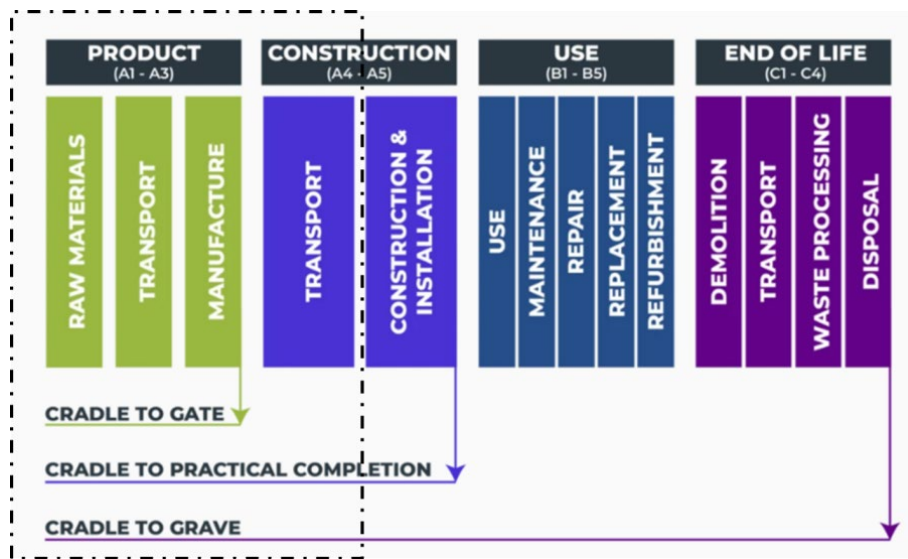 PRODUCT
(A1 - A3)
RAW MATERIALS
TRANSPORT
MANUFACTURE
CONSTRUCTION
(A4 - A5)
TRANSPORT
CONSTRUCTION &
INSTALLATION
USE
(B1 - B5)
USE
MAINTENANCE
REPAIR
REPLACEMENT
REFURBISHMENT
END OF LIFE
(C1 - C4)
DEMOLITION
TRANSPORT
WASTE PROCESSING
DISPOSAL
CRADLE TO GATE
CRADLE TO PRACTICAL COMPLETION
CRADLE TO GRAVE